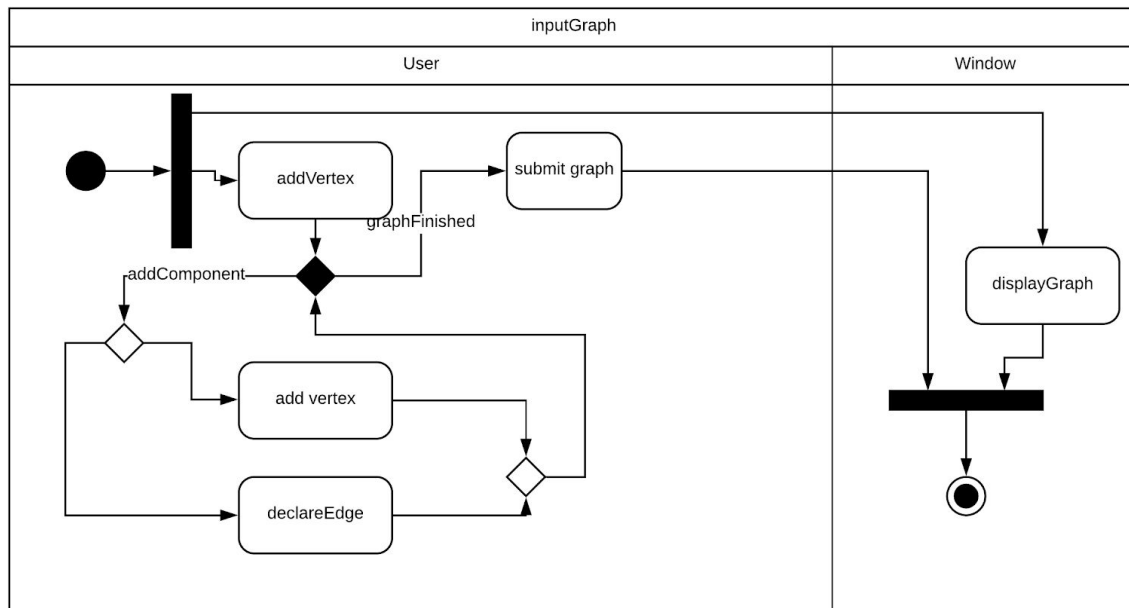 inputGraph
User
Window
addVertex
submit graph
graphFinished
addComponent
displayGraph
add vertex
declareEdge